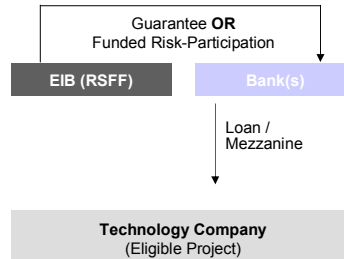 Guarantee OR
Funded Risk-Participation
EIB (RSFF)
Bank(s)
Loan /
Mezzanine
Technology Company
(Eligible Project)